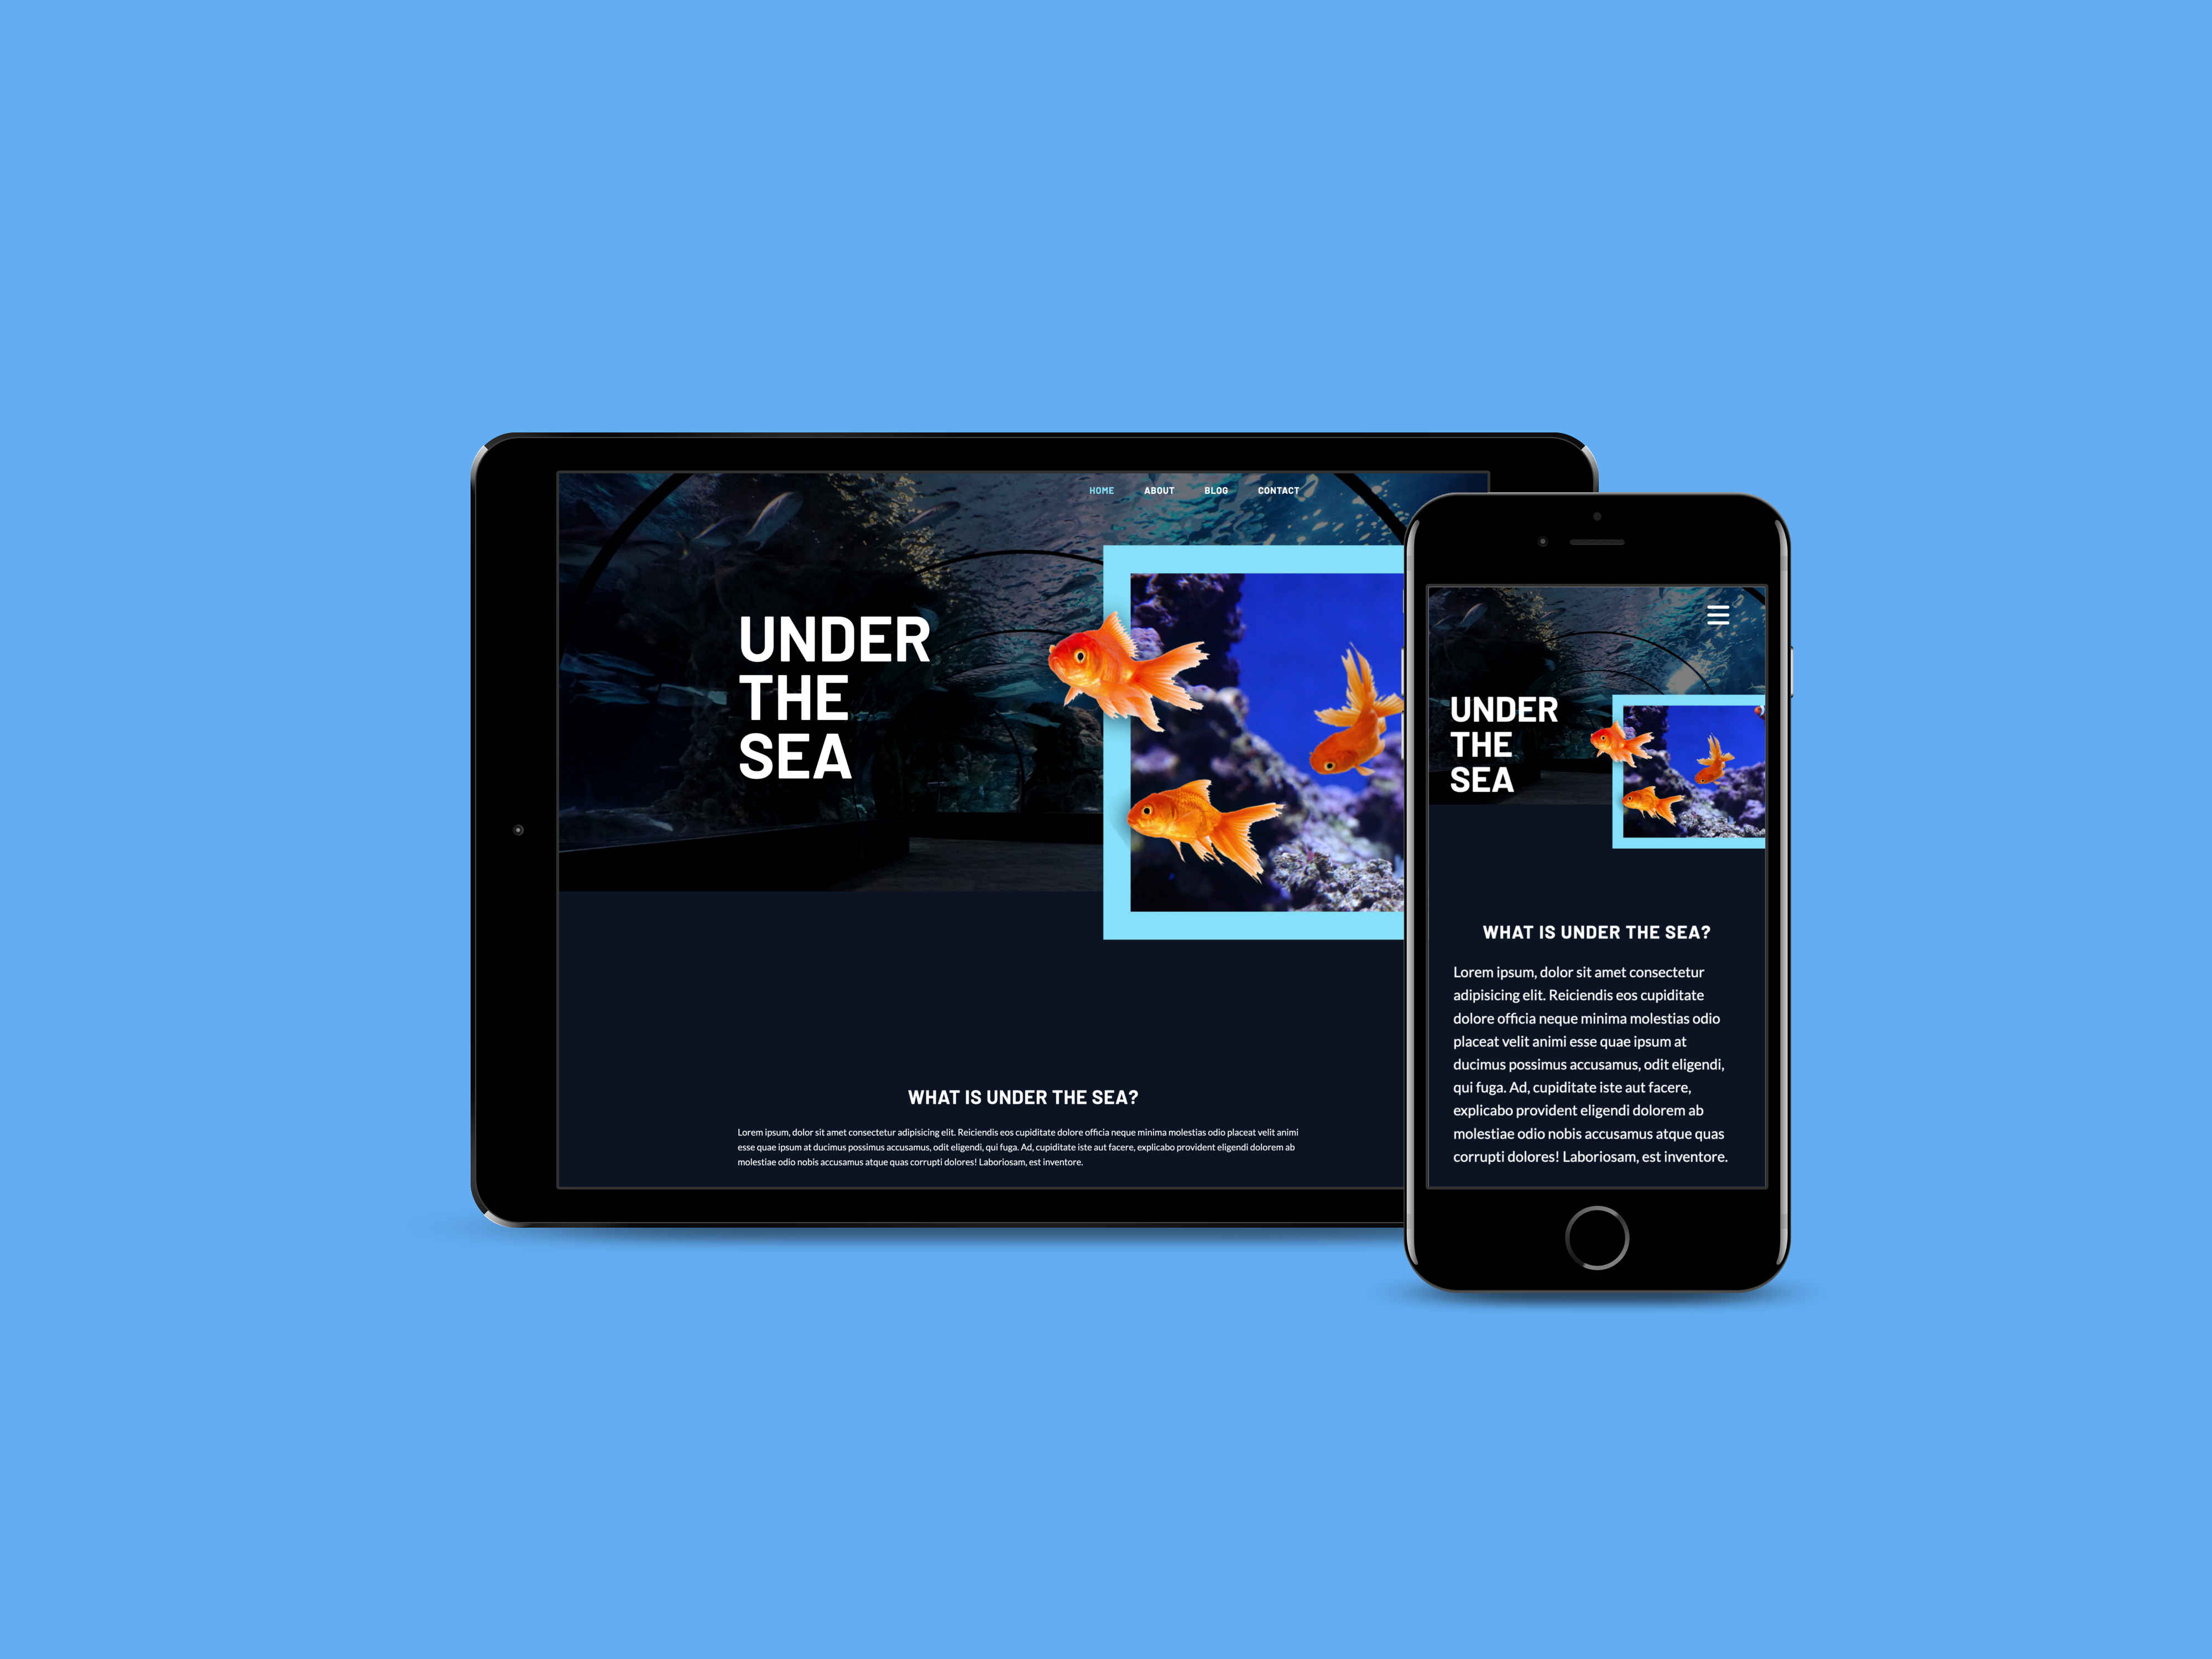 HOME ABOUT BLOG CONTACT
UNDER
THE
SEA
WHAT IS UNDER THE SEA?
Lorem ipsum, dolor sit amet consectetur adipisicing elit. Reiciendis eos cupiditate dolore officia neque minima molestias odio placeat velit animi
esse quae ipsum at ducimus possimus accusamus, odit eligendi, qui fuga. Ad, cupiditate iste aut facere, explicabo provident eligendi dolorem ab
molestiae odio nobis accusamus atque quas corrupti dolores! Laboriosam, est inventore.
UNDER
THE
SEA
WHAT IS UNDER THE SEA?
Lorem ipsum, dolor sit amet consectetur
adipisicing elit. Reiciendis eos cupiditate
dolore officia neque minima molestias odio
placeat velit animi esse quae ipsum at
ducimus possimus accusamus, odit eligendi,
qui fuga. Ad, cupiditate iste aut facere,
explicabo provident eligendi dolorem ab
molestiae odio nobis accusamus atque quas
corrupti dolores! Laboriosam, est inventore.